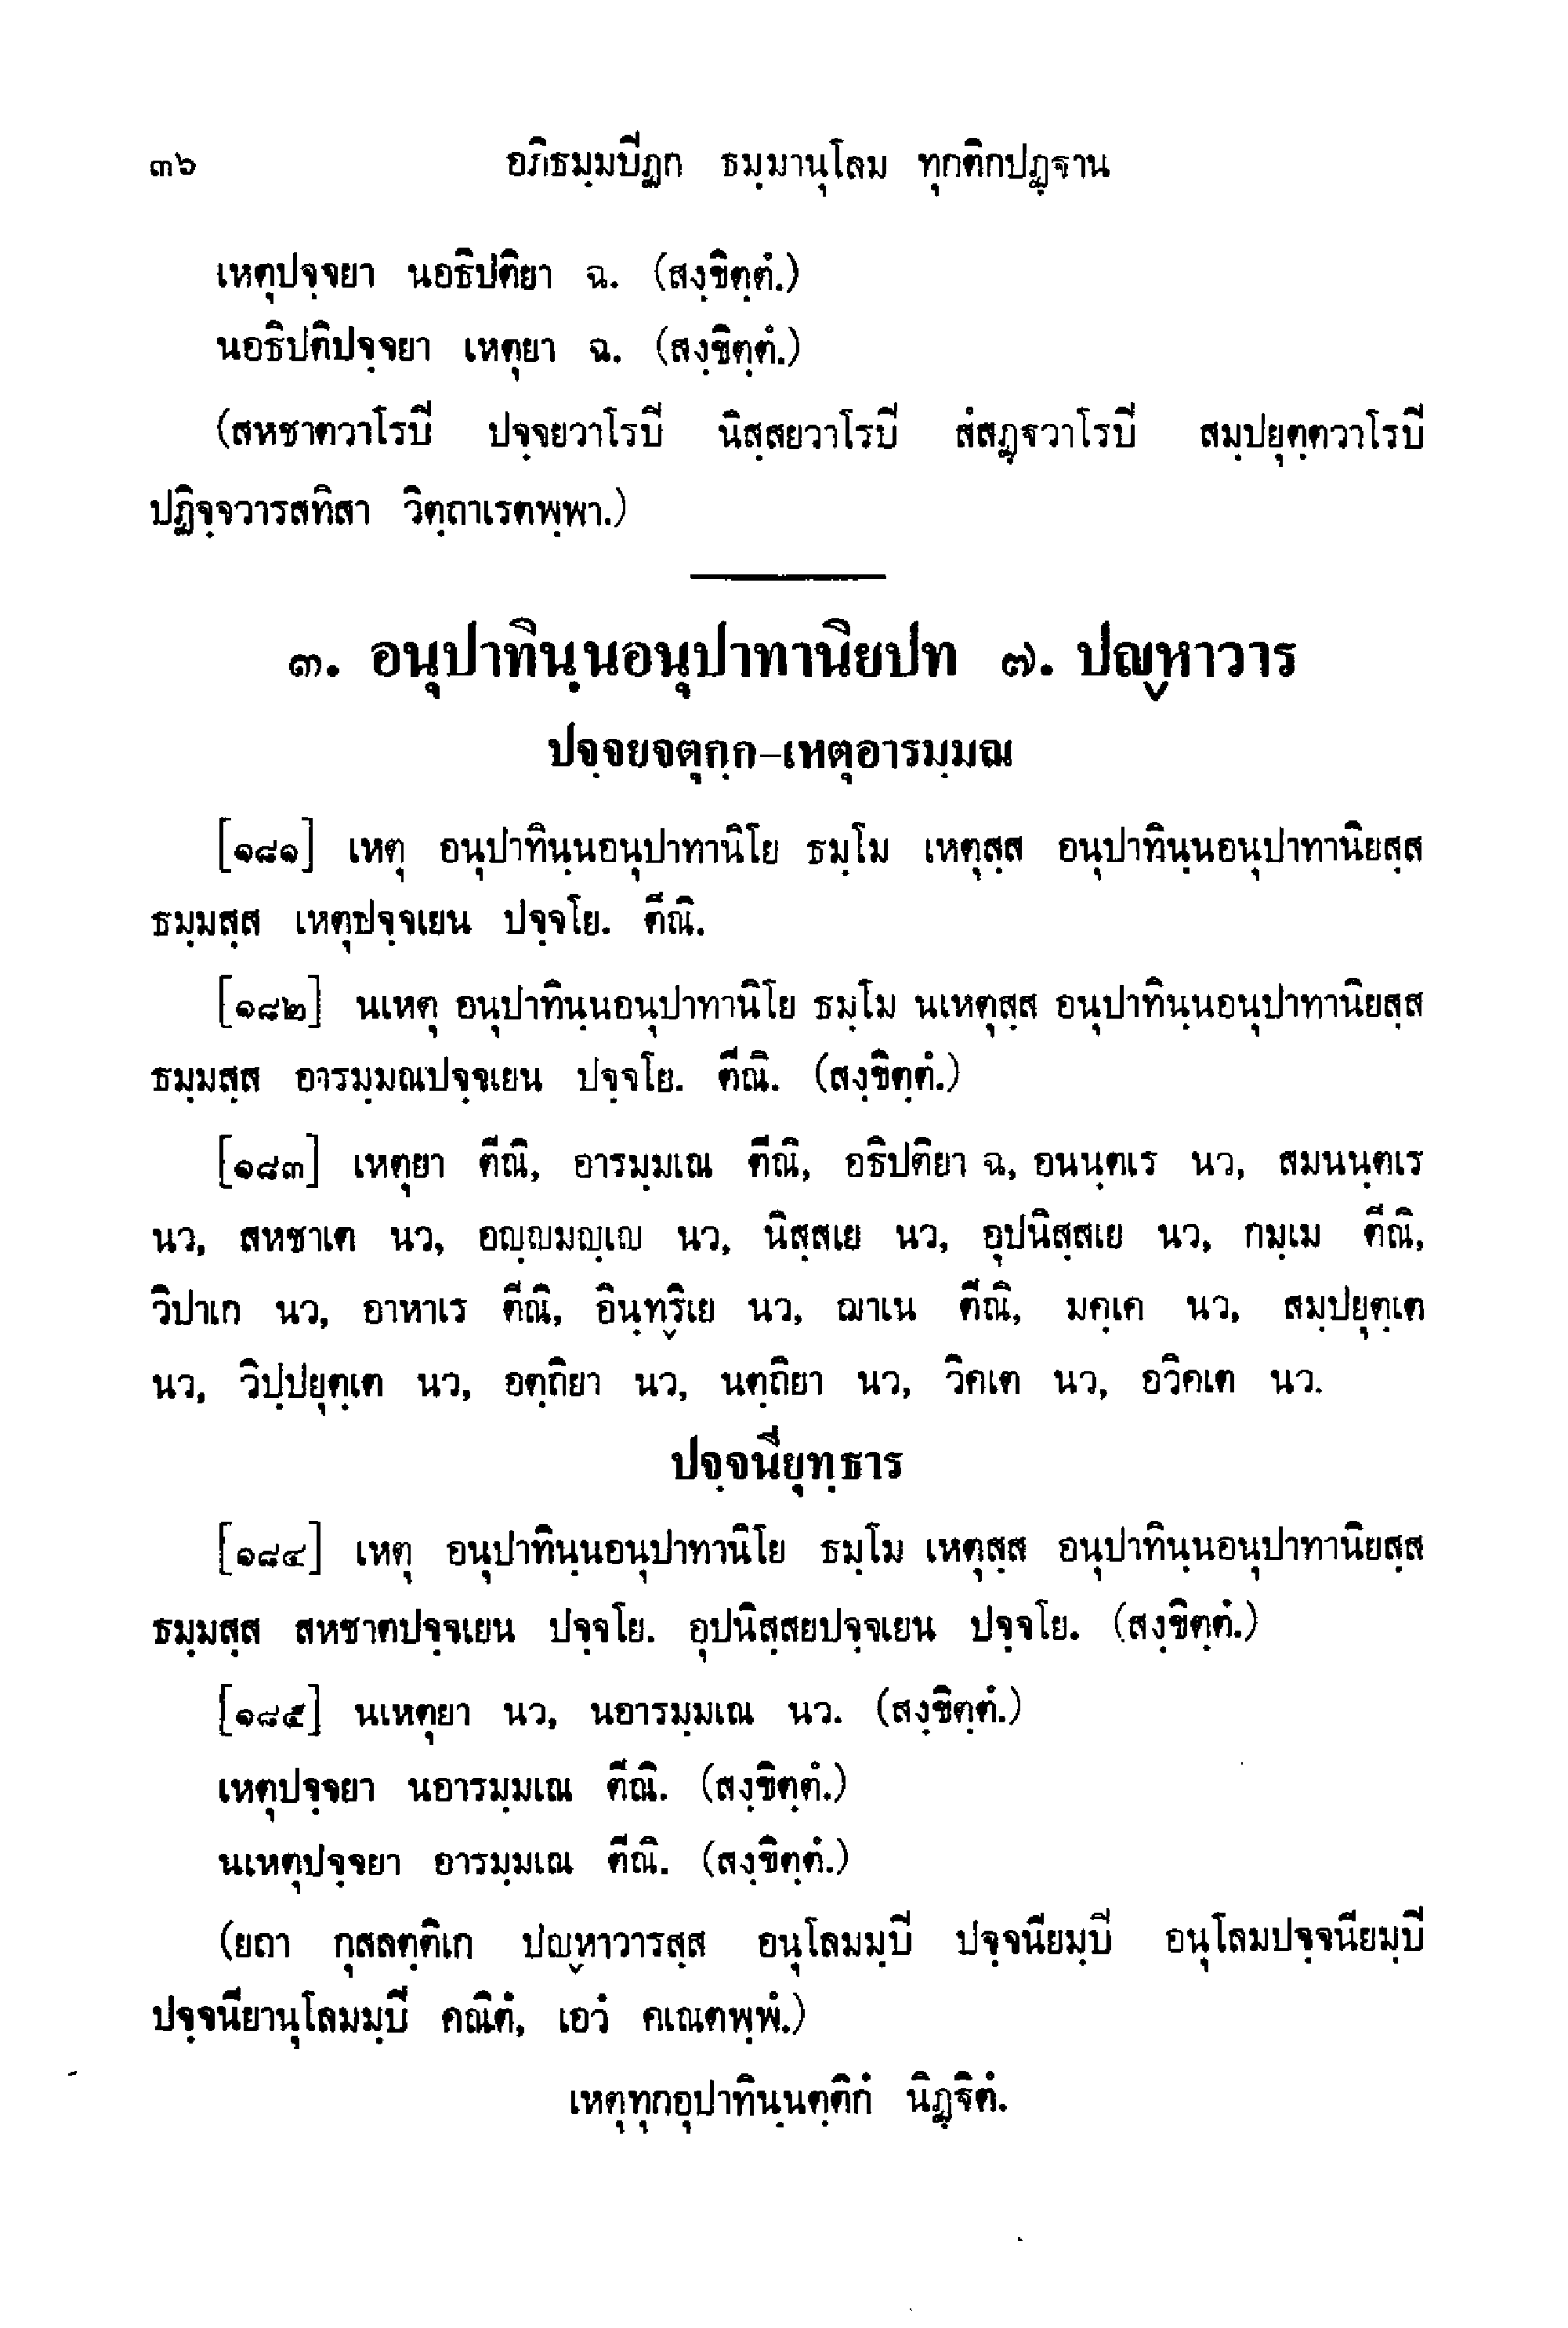 ๓๖ อภิธมฺมปิฏก ธมฺมานุโลม ทุกติกปฏฺฐาน
เหตุปจฺจยา นอธิปติยา ฉ. (สงฺขิตฺตํ.)
นอธิปติปจฺจยา เหตุยา ฉ. (สงฺขิตฺตํ.)
(สหชาตวาโรปิ ปจฺจยวาโรปิ นิสฺสยวาโรปิ สํสฏฺฐวาโรปิ สมฺปยุตฺตวาโรปิ
ปฏิจฺจวารสทิสา วิตฺถาเรตพฺพา.)
๓. อนุปาทินฺนอนุปาทานิยปท ๗. ปญฺหาวาร
ปจฺจยจตุกฺก-เหตุอารมฺมณ
[๑๘๑] เหตุ อนุปาทินฺนอนุปาทานิโย ธมฺโม เหตุสฺส อนุปาทินฺนอนุปาทานิยสฺส
ธมฺมสฺส เหตุปจฺจเยน ปจฺจโย. ตีณิ.
[๑๘๒] นเหตุ อนุปาทินฺนอนุปาทานิโย ธมฺโม นเหตุสฺส อนุปาทินฺนอนุปาทานิยสฺส
ธมฺมสฺส อารมฺมณปจฺจเยน ปจฺจโย. ตีณิ. (สงฺขิตฺตํ.)
[๑๘๓] เหตุยา ตีณิ, อารมฺมเณ ตีณิ, อธิปติยา ฉ, อนนฺตเร นว, สมนนฺตเร
นว, สหชาเต นว, อญฺญมญฺเญ นว, นิสฺสเย นว, อุปนิสฺสเย นว, กมฺเม ตีณิ,
วิปาเก นว, อาหาเร ตีณิ, อินฺทฺริเย นว, ฌาเน ตีณิ, มคฺเค นว, สมฺปยุตฺเต
นว, วิปฺปยุตฺเต นว, อตฺถิยา นว, นตฺถิยา นว, วิคเต นว, อวิคเต นว.
ปจฺจนียุทฺธาร
[๑๘๔] เหตุ อนุปาทินฺนอนุปาทานิโย ธมฺโม เหตุสฺส อนุปาทินฺนอนุปาทานิยสฺส
ธมฺมสฺส สหชาตปจฺจเยน ปจฺจโย. อุปนิสฺสยปจฺจเยน ปจฺจโย. (สงฺขิตฺตํ.)
[๑๘๕] นเหตุยา นว, นอารมฺมเณ นว. (สงฺขิตฺตํ.)
เหตุปจฺจยา นอารมฺมเณ ตีณิ. (สงฺขิตฺตํ.)
นเหตุปจฺจยา อารมฺมเณ ตีณิ. (สงฺขิตฺตํ.)
(ยถา กุสลตฺติเก ปญฺหาวารสฺส อนุโลมมฺปิ ปจฺจนียมฺปิ อนุโลมปจฺจนียมฺปิ
ปจฺจนียานุโลมมฺปิ คณิตํ, เอวํ คเณตพฺพํ.)
เหตุทุกอุปาทินฺนตฺติกํ นิฏฺฐิตํ.